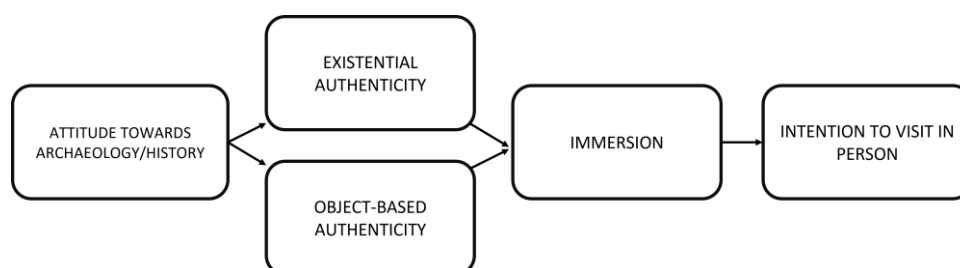 ATTITUDE TOWARDS
ARCHAEOLOGY/HISTORY
EXISTENTIAL
AUTHENTICITY
OBJECT-BASED
AUTHENTICITY
IMMERSION
INTENTION TO VISIT IN
PERSON